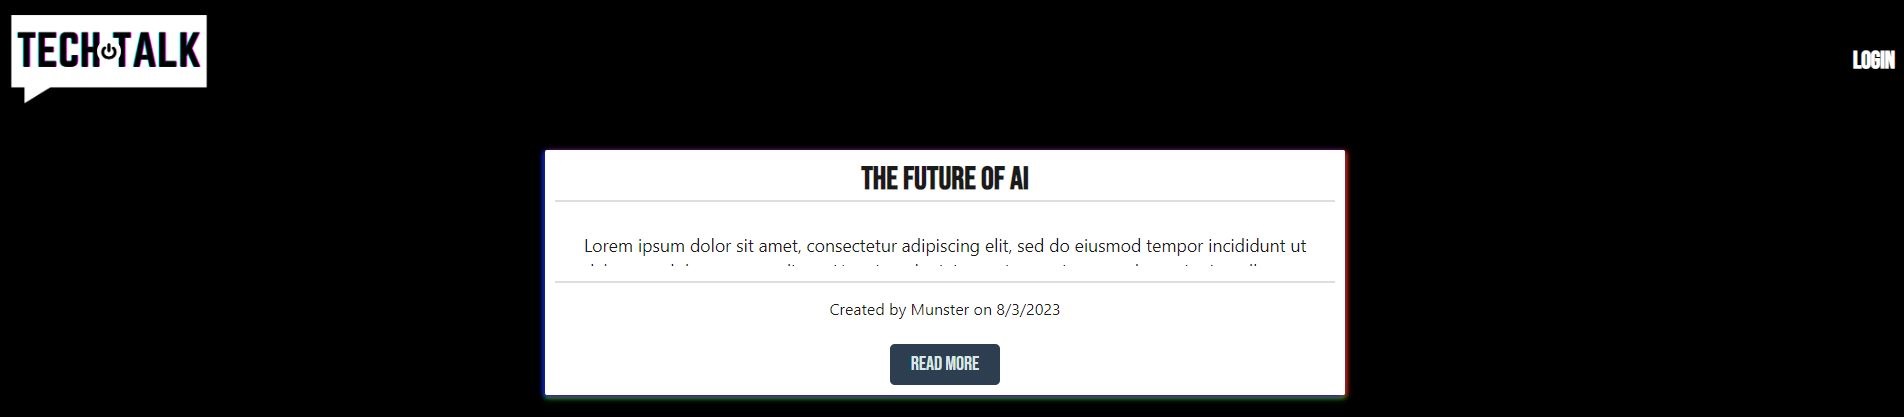 TECH TALK
LOGIN
THE FUTURE OF AI
Lorem ipsum dolor sit amet, consectetur adipiscing elit, sed do eiusmod tempor incididunt ut
Created by Munster on 8/3/2023
READ MORE